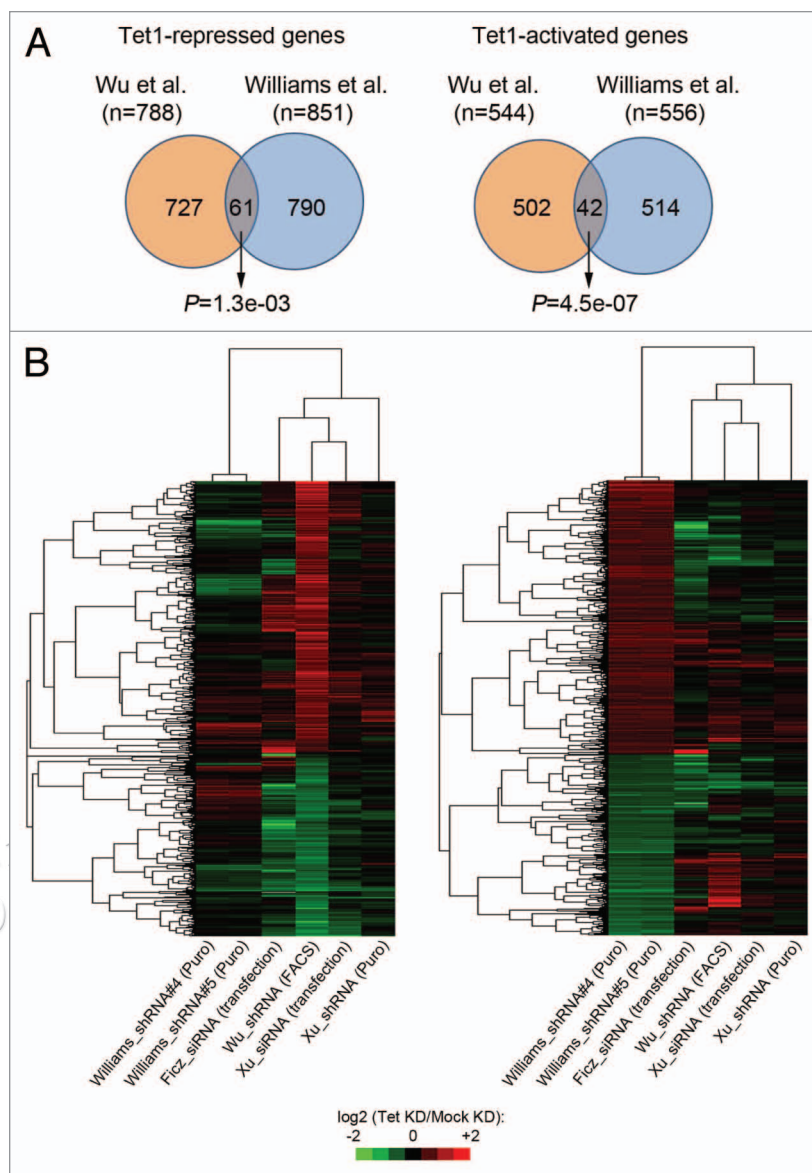 A
Tet1-repressed genes
Tet1-activated genes
Wu et al.
(n=788)
Williams et al.
(n=851)
Wu et al.
(n=544)
Williams et al.
(n=556)
727
61
790
502
42
514
P=1.3e-03
P=4.5e-07
B
Williams_shRNA#4 (Puro)
Williams_shRNA#5 (Puro)
Ficz_siRNA (transfection)
Wu_shRNA (FACS)
Xu_siRNA (transfection)
Xu_shRNA (Puro)
Williams_shRNA#4 (Puro)
Williams_shRNA#5 (Puro)
Ficz_siRNA (transfection)
Wu_shRNA (FACS)
Xu_siRNA (transfection)
Xu_shRNA (Puro)
log2 (Tet KD/Mock KD):
-2 0 +2